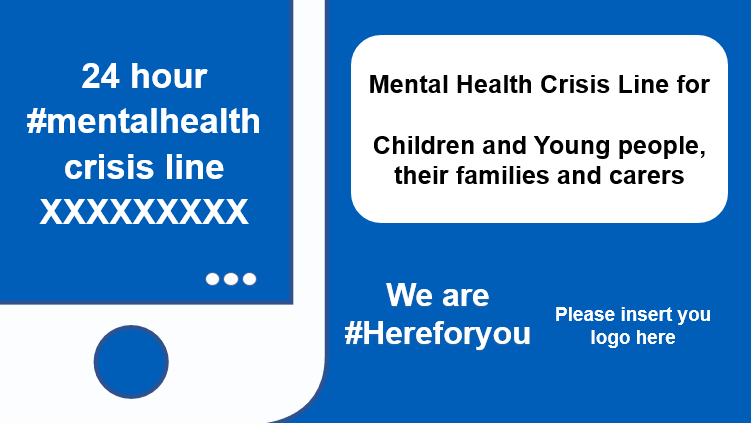 24 hour
#mentalhealth
crisis line
XXXXXXXXX
Mental Health Crisis Line for
Children and Young people,
their families and carers
We are
#Hereforyou
Please insert you
logo here